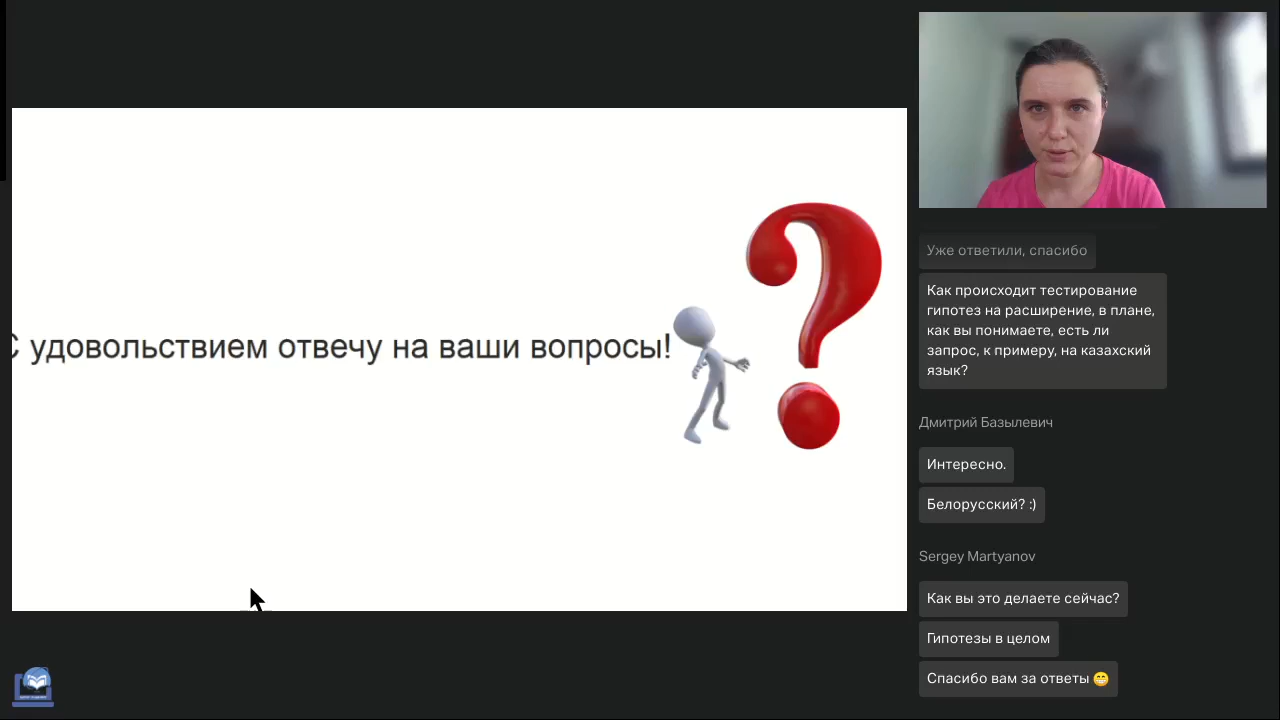 С удовольствием отвечу на ваши вопросы!
Уже ответили, спасибо
Как происходит тестирование
гипотез на расширение, в плане,
как вы понимаете, есть ли
запрос, к примеру, на казахский
язык?
Дмитрий Базылевич
Интересно.
Белорусский? :)
Sergey Martyanov
Как вы это делаете сейчас?
Гипотезы в целом
Спасибо вам за ответы 😁